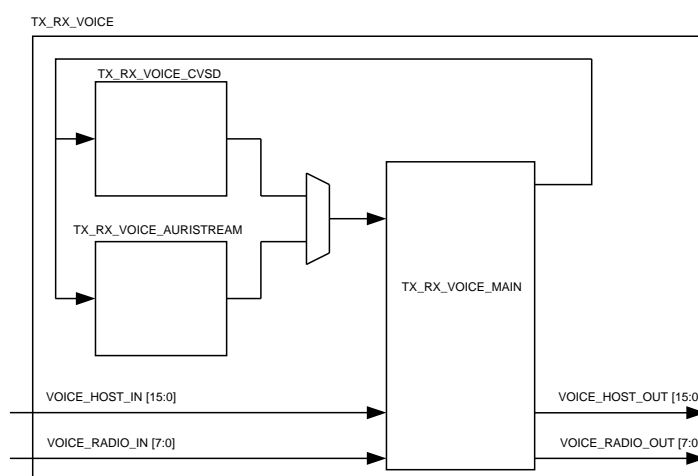 TX_RX_VOICE
TX_RX_VOICE_CVSD
TX_RX_VOICE_AURISTREAM
TX_RX_VOICE_MAIN
VOICE_HOST_IN [15:0]
VOICE_HOST_OUT [15:0
VOICE_RADIO_IN [7:0]
VOICE_RADIO_OUT [7:0